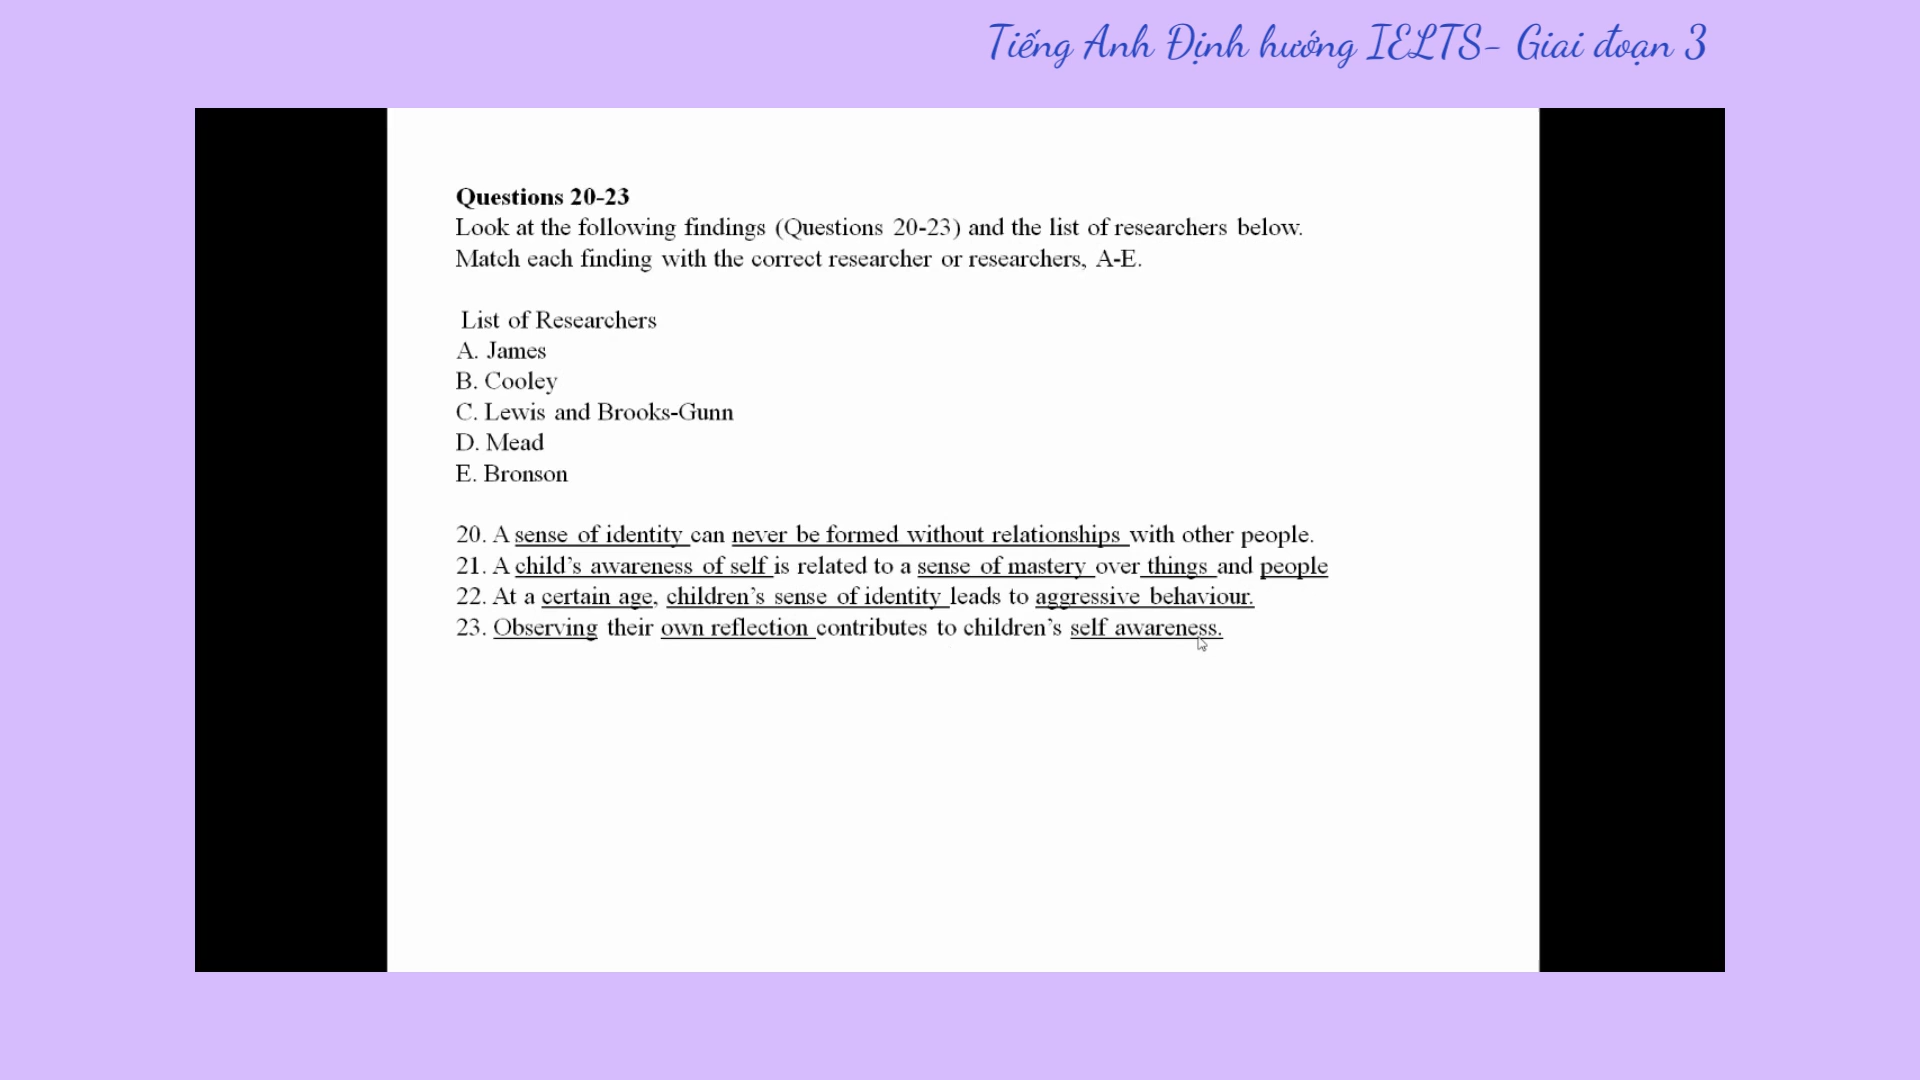 Tiếng Anh Định hướng IELTS- Giai đoạn 3
Questions 20-23
Look at the following findings (Questions 20-23) and the list of researchers below.
Match each finding with the correct researcher or researchers, A-E.
List of Researchers
A. James
B. Cooley
C. Lewis and Brooks-Gunn
D. Mead
E. Bronson
20. A sense of identity can never be formed without relationships with other people.
21. A child’s awareness of self is related to a sense of mastery over things and people
22. At a certain age, children’s sense of identity leads to aggressive behaviour.
23. Observing their own reflection contributes to children’s self awareness.